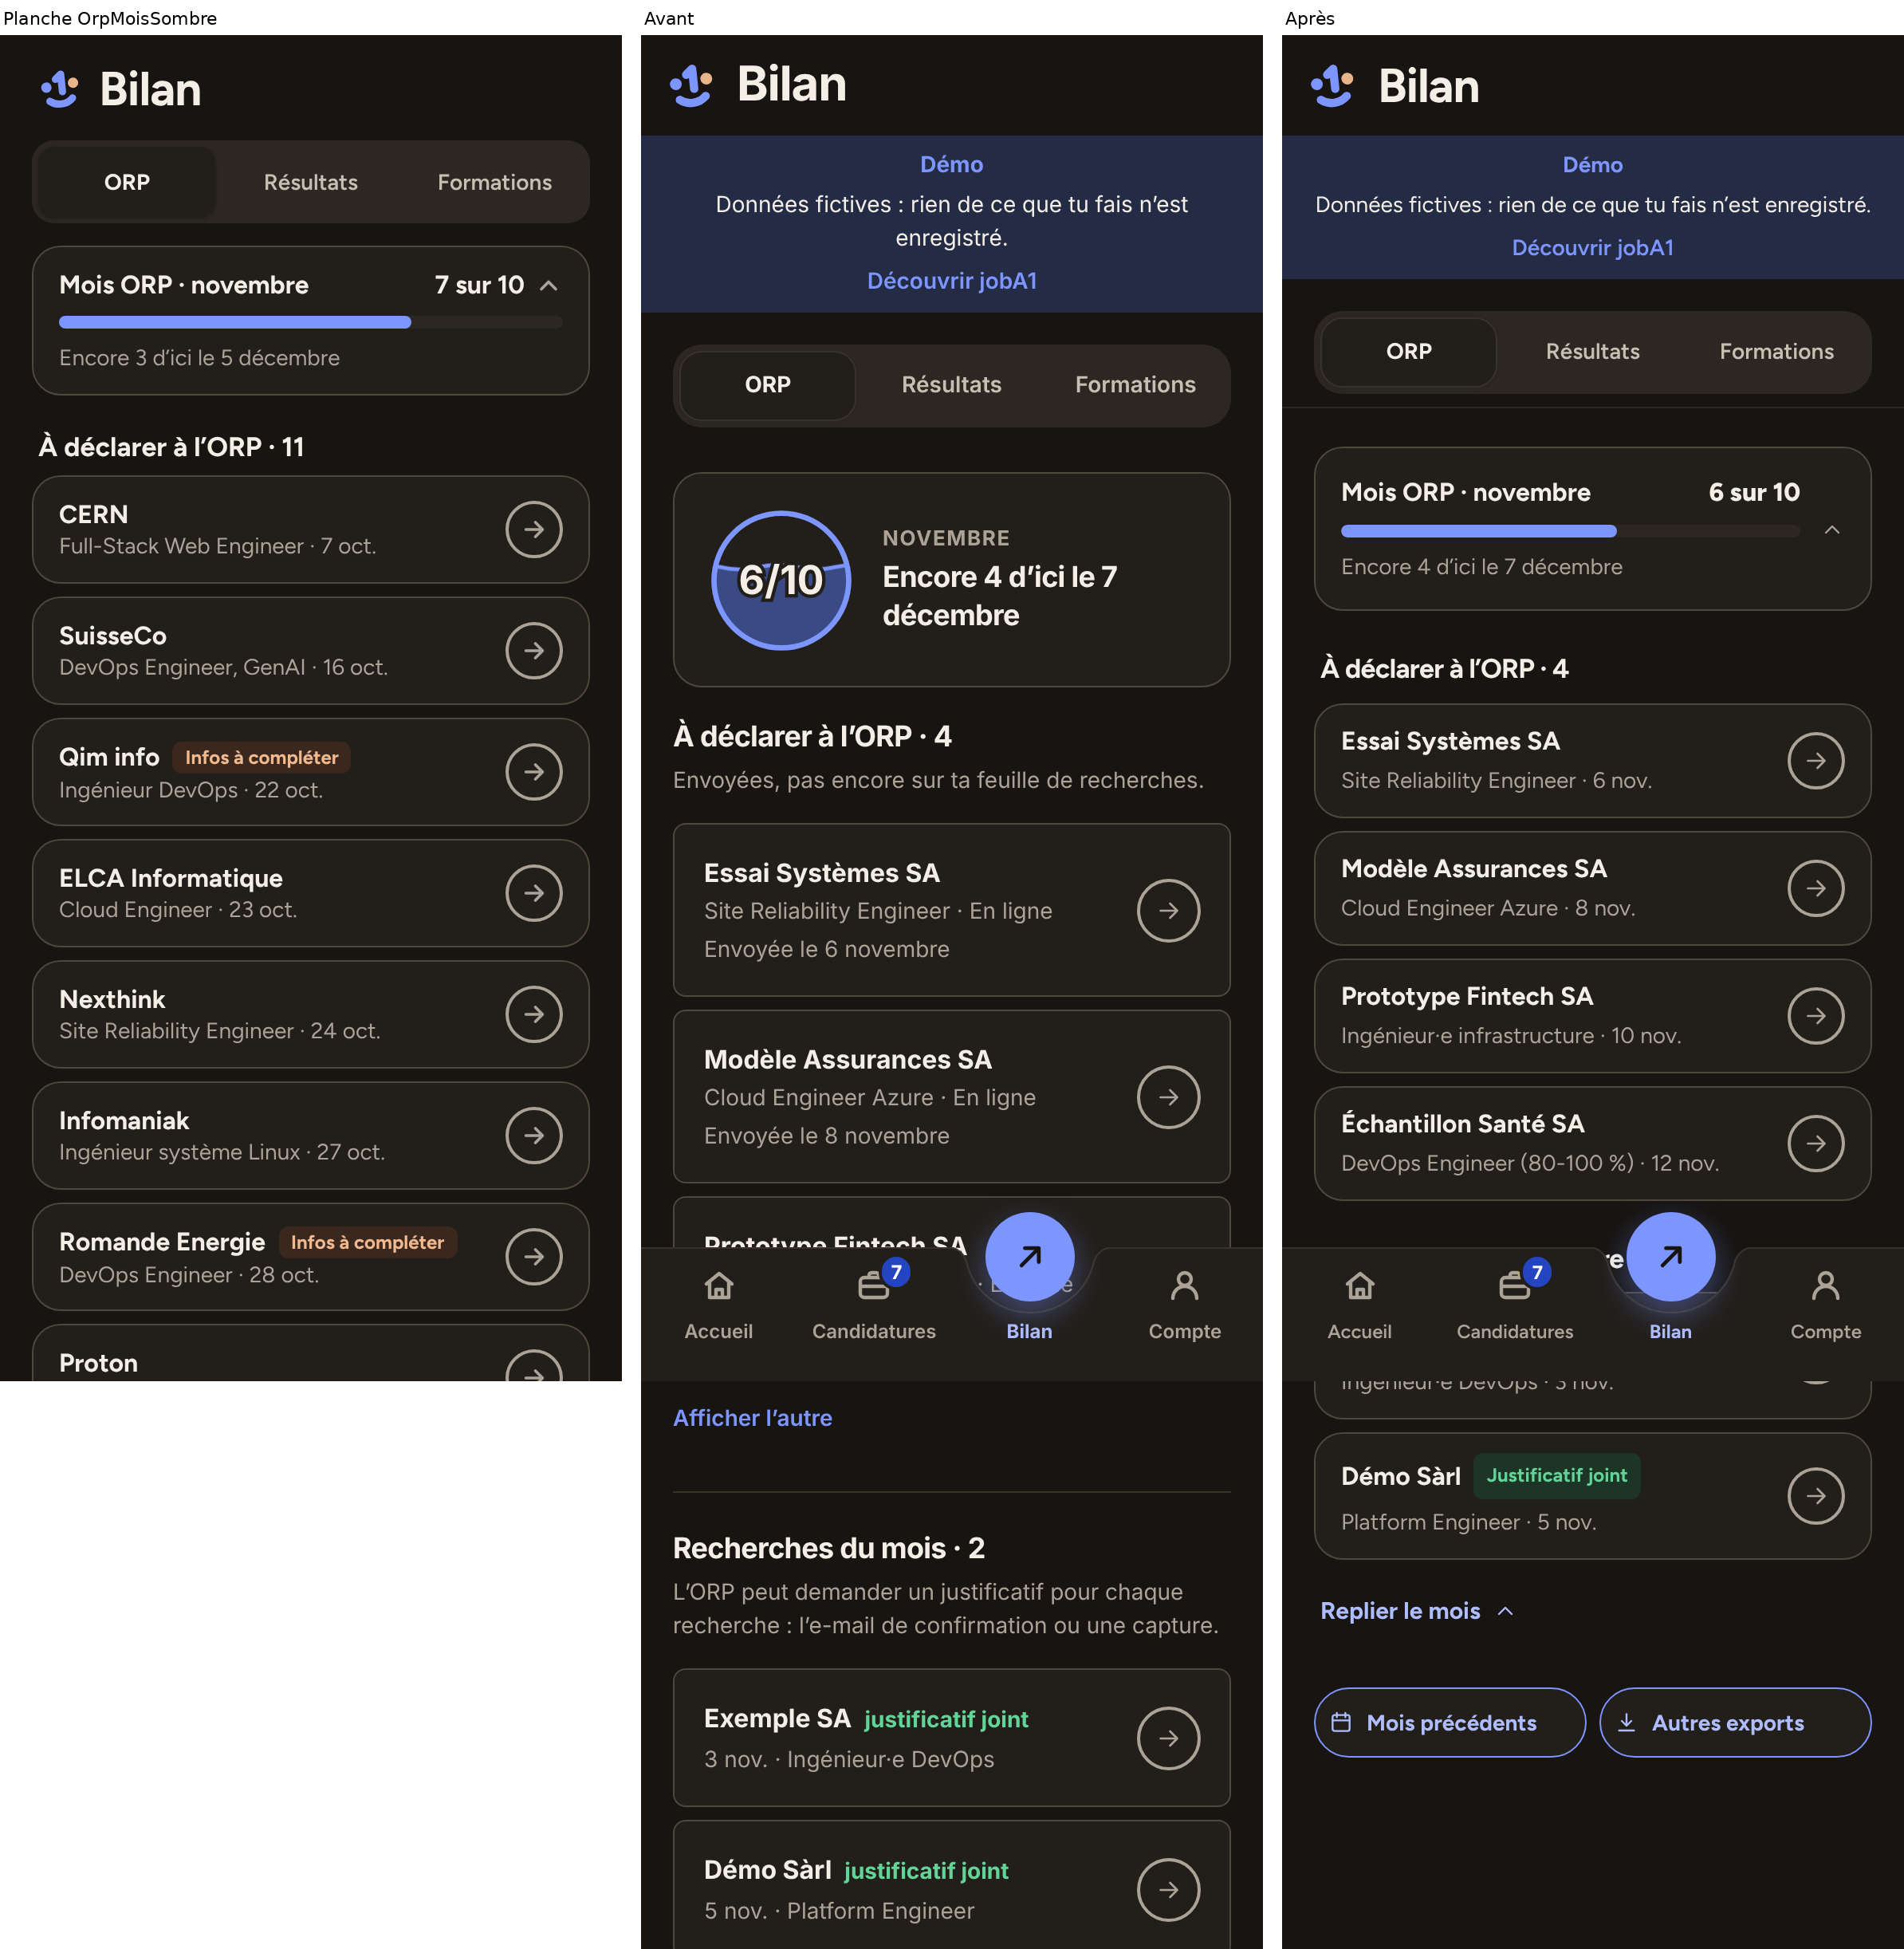 Planche OrpMoisSombre
Bilan
ORP
Résultats
Formations
Mois ORP · novembre
7 sur 10
Encore 3 d’ici le 5 décembre
À déclarer à l’ORP · 11
CERN
Full-Stack Web Engineer · 7 oct.
SuisseCo
DevOps Engineer, GenAI · 16 oct.
Qim info
Infos à compléter
Ingénieur DevOps · 22 oct.
ELCA Informatique
Cloud Engineer · 23 oct.
Nexthink
Site Reliability Engineer · 24 oct.
Infomaniak
Ingénieur système Linux · 27 oct.
Romande Energie
Infos à compléter
DevOps Engineer · 28 oct.
Proton
Avant
Bilan
Démo
Données fictives : rien de ce que tu fais n’est
enregistré.
Découvrir jobA1
ORP
Résultats
Formations
6/10
NOVEMBRE
Encore 4 d’ici le 7
décembre
À déclarer à l’ORP · 4
Envoyées, pas encore sur ta feuille de recherches.
Essai Systèmes SA
Site Reliability Engineer · En ligne
Envoyée le 6 novembre
Modèle Assurances SA
Cloud Engineer Azure · En ligne
Envoyée le 8 novembre
Prototype Fintech SA
7
Accueil
Candidatures
Bilan
Compte
Afficher l’autre
Recherches du mois · 2
L’ORP peut demander un justificatif pour chaque
recherche : l’e-mail de confirmation ou une capture.
Exemple SA
justificatif joint
3 nov. · Ingénieur·e DevOps
Démo Sàrl
justificatif joint
5 nov. · Platform Engineer
Après
Bilan
Démo
Données fictives : rien de ce que tu fais n’est enregistré.
Découvrir jobA1
ORP
Résultats
Formations
Mois ORP · novembre
6 sur 10
Encore 4 d’ici le 7 décembre
À déclarer à l’ORP · 4
Essai Systèmes SA
Site Reliability Engineer · 6 nov.
Modèle Assurances SA
Cloud Engineer Azure · 8 nov.
Prototype Fintech SA
Ingénieur·e infrastructure · 10 nov.
Échantillon Santé SA
DevOps Engineer (80-100 %) · 12 nov.
re
7
Accueil
Candidatures
Bilan
Compte
Ingénieur·e DevOps · 3 nov.
Démo Sàrl
Justificatif joint
Platform Engineer · 5 nov.
Replier le mois
Mois précédents
Autres exports